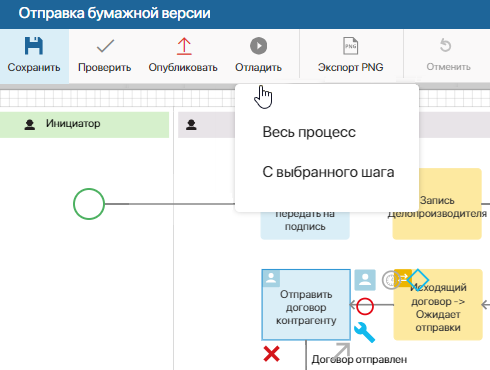 Отправка бумажной версии
PNG
Сохранить
Проверить
Опубликовать
Отладить
Экспорт PNG
Отменить
Инициатор
Весь процесс
С выбранного шага
передать на
подпись
Запись
Делопроизводителя
Отправить
договор
контрагенту
Исходящий
договор ->
Ожидает
отправки
Договор отправлен